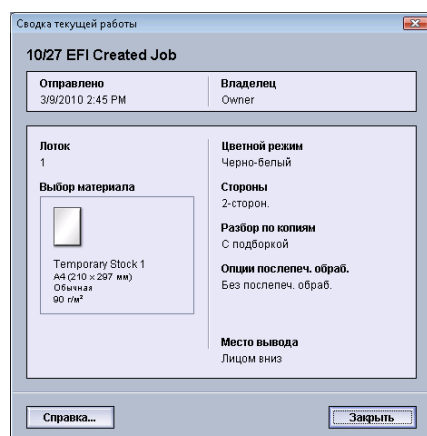 Сводка текущей работы
10/27 EFI Created Job
Отправлено
3/9/2010 2:45 PM
Владелец
Owner
Лоток
1
Выбор материала
Temporary Stock 1
A4 (210 × 297 мм)
Обычная
90 г/м²
Цветной режим
Черно-белый
Стороны
2-сторон.
Разбор по копиям
С подборкой
Опции послепеч. обраб.
Без послепеч. обраб.
Место вывода
Лицом вниз
Справка...
Закрыть